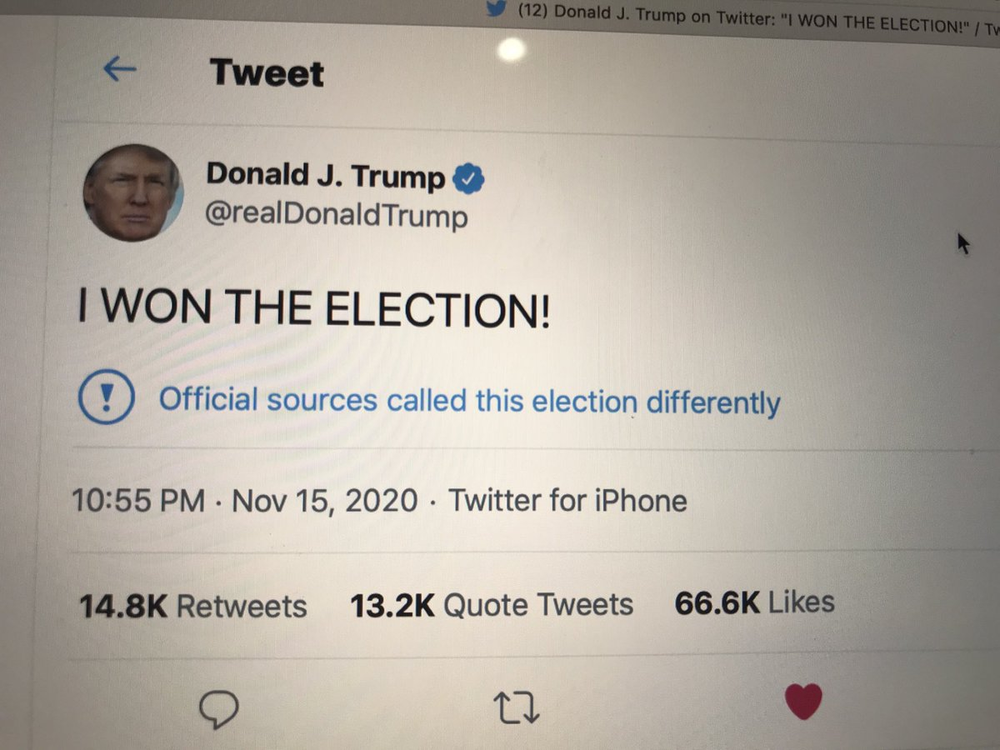 (12) Donald J. Trump on Twitter: "I WON THE ELECTION!" / Tw
Tweet
Donald J. Trump
@realDonaldTrump
I WON THE ELECTION!
Official sources called this election differently
10:55 PM · Nov 15, 2020 · Twitter for iPhone
14.8K Retweets 13.2K Quote Tweets 66.6K Likes